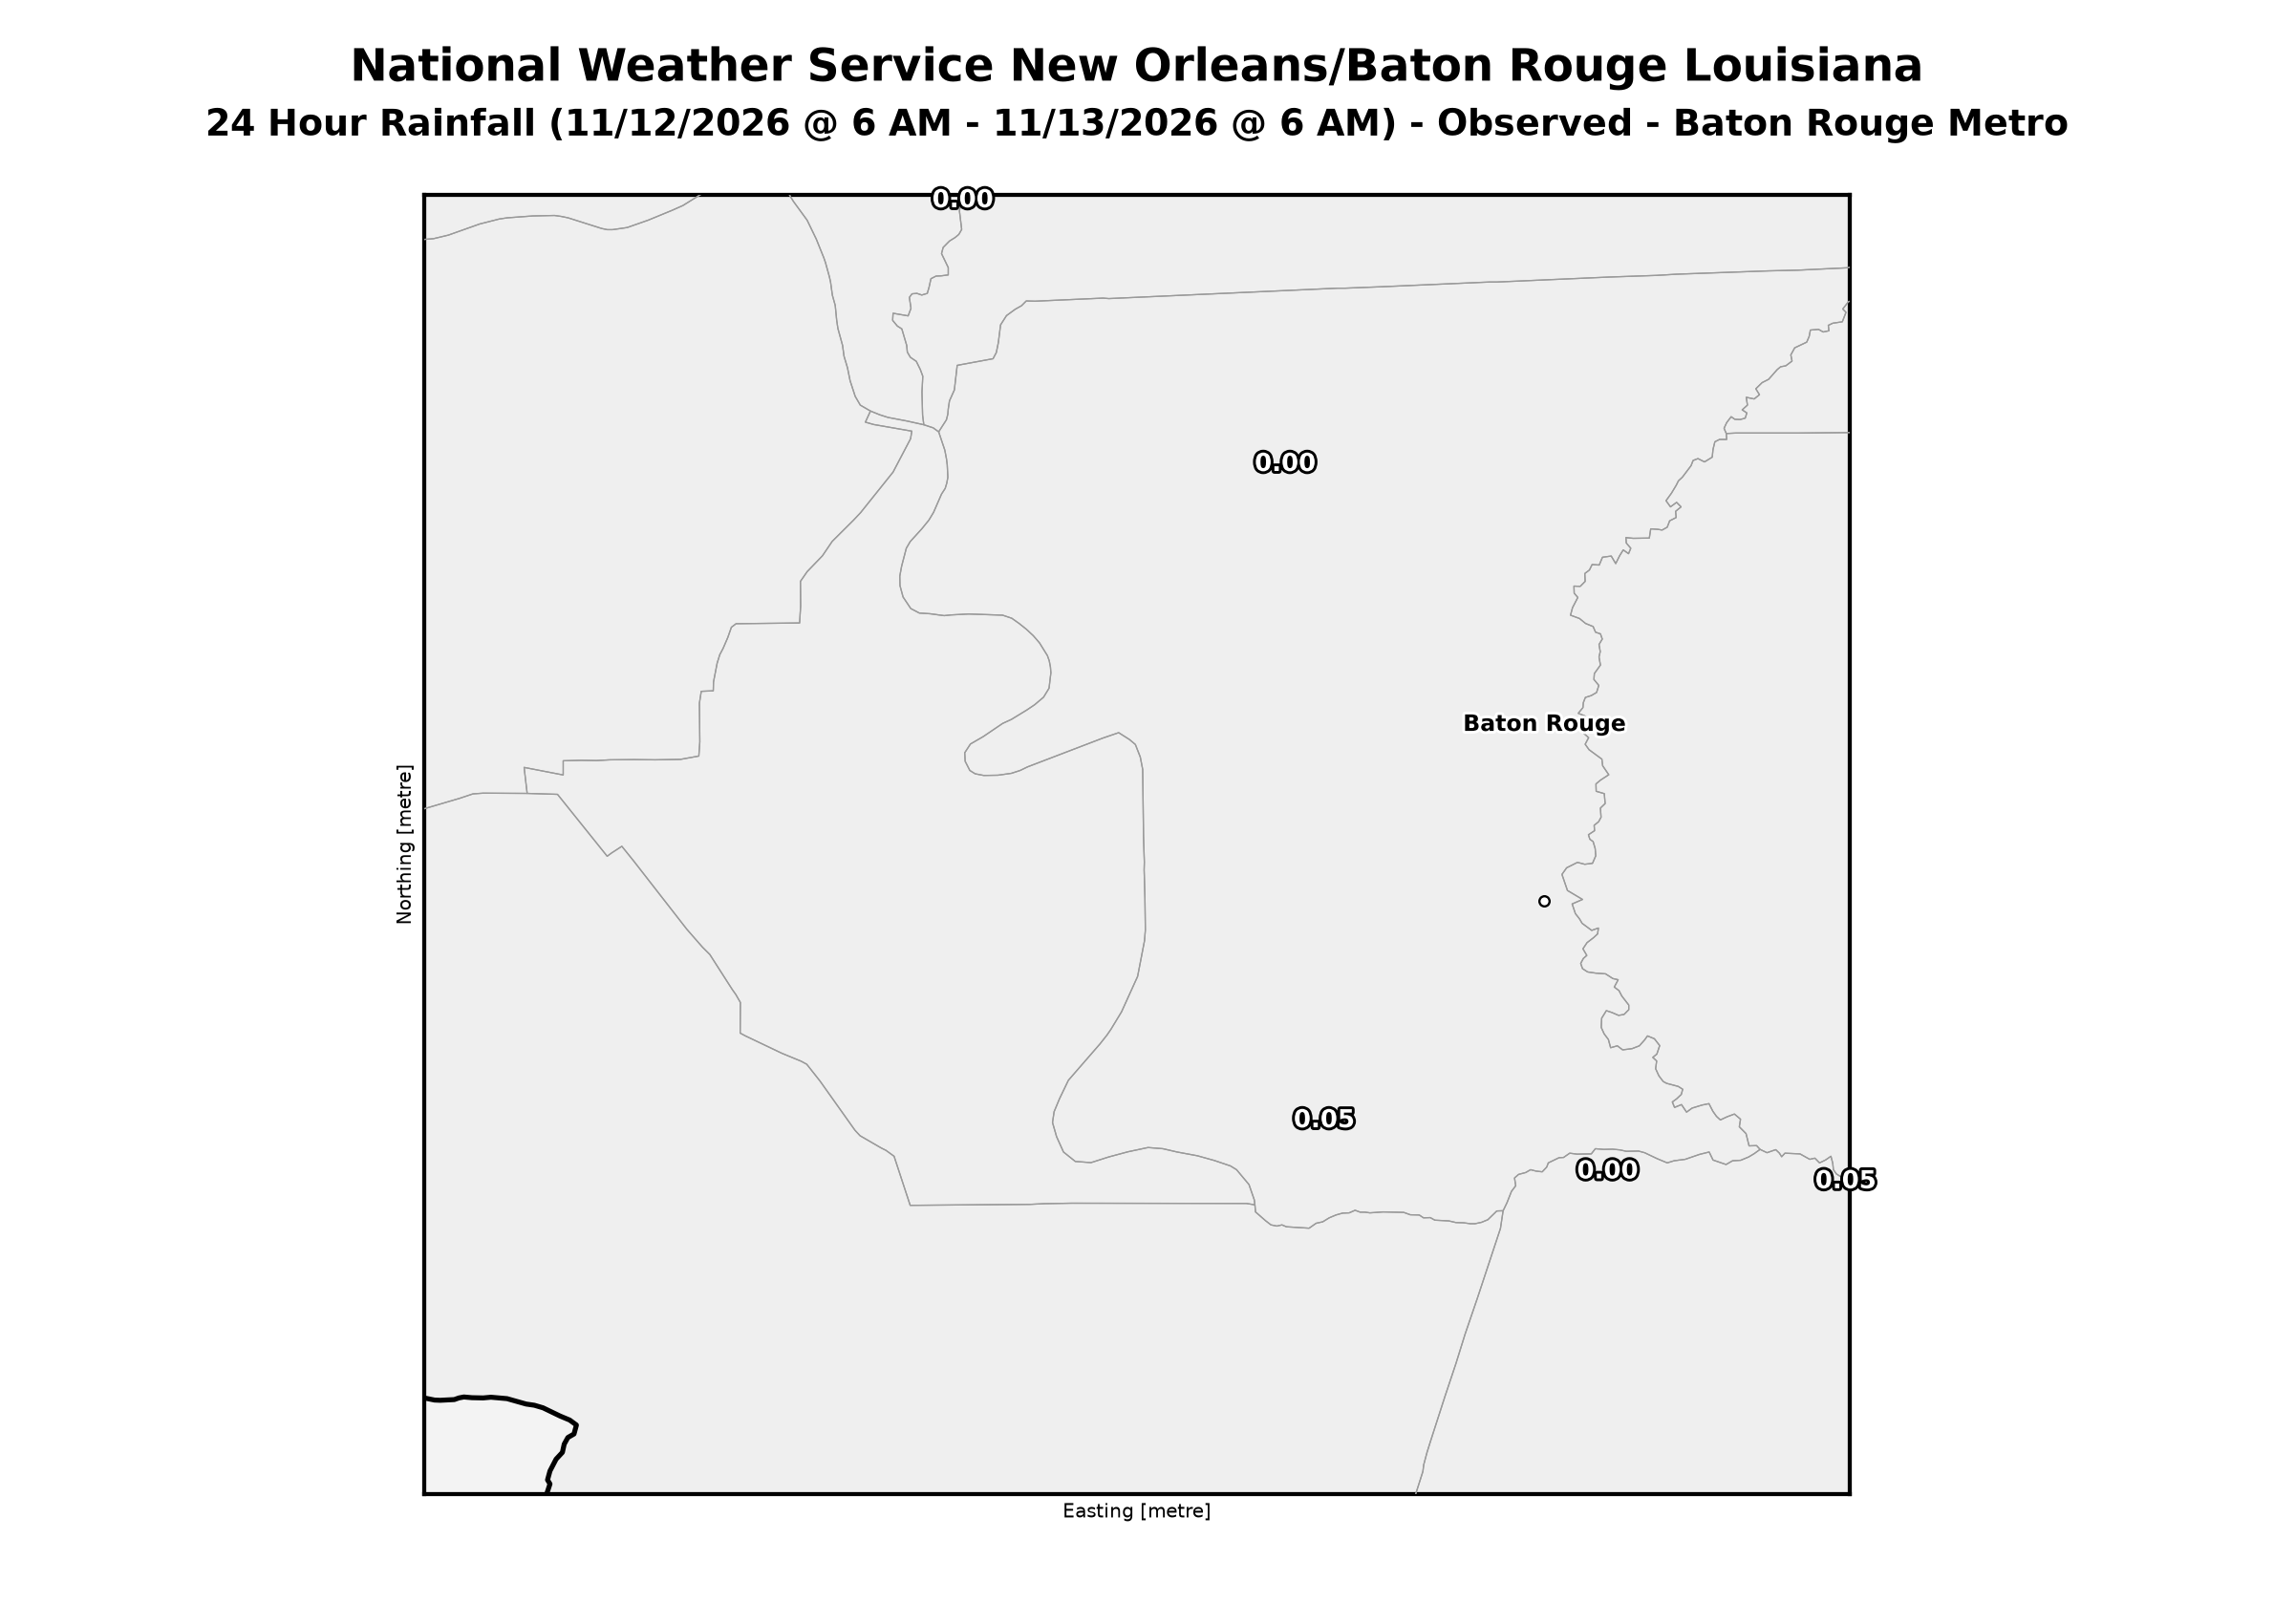 National Weather Service New Orleans/Baton Rouge Louisiana
24 Hour Rainfall (11/12/2026 @ 6 AM - 11/13/2026 @ 6 AM) - Observed - Baton Rouge Metro
0.00
0.00
Baton Rouge
Northing [metre]
0.05
0.00
0.05
Easting [metre]